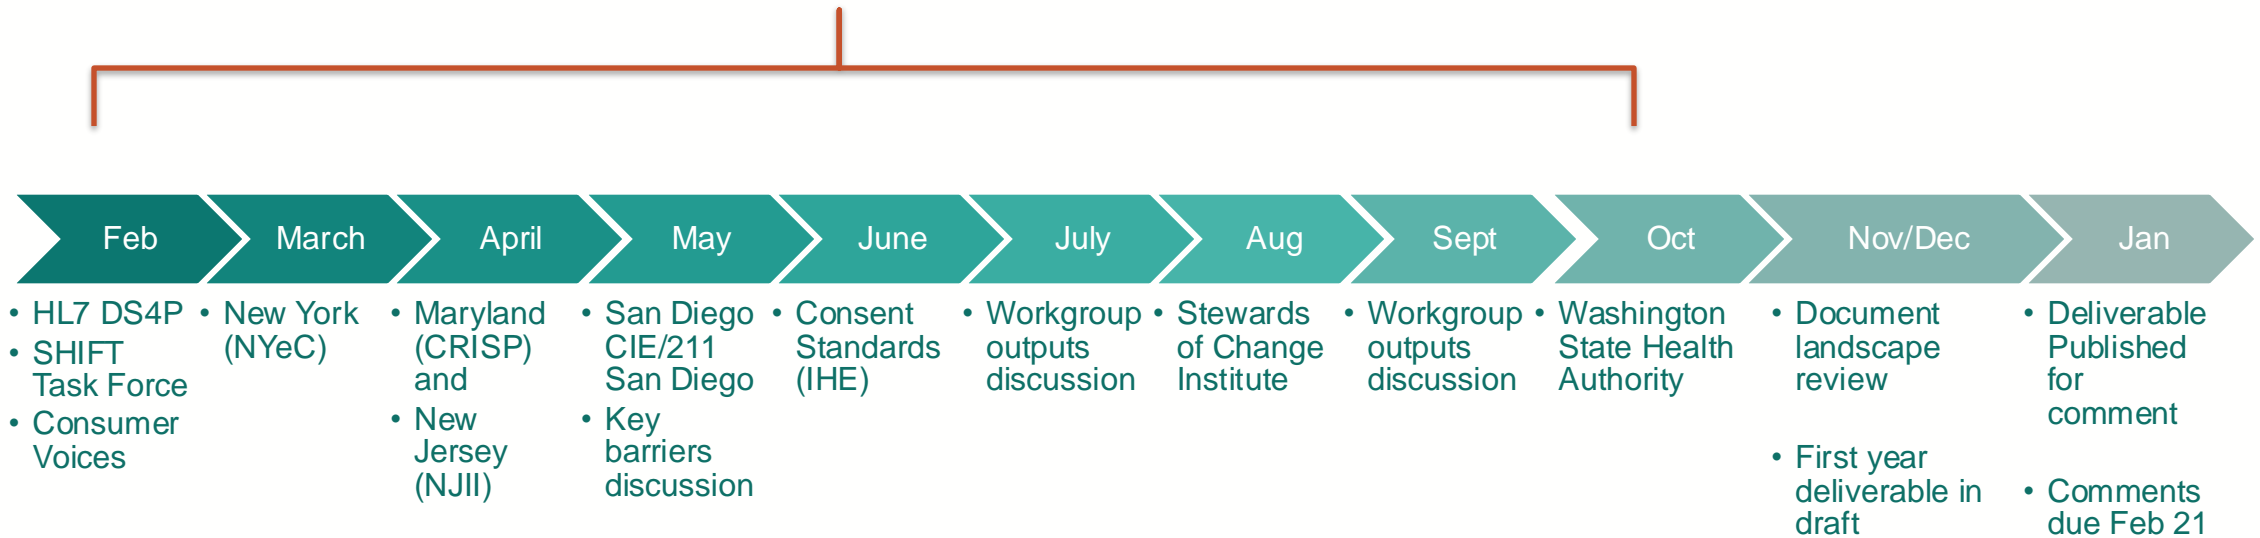 Feb
March
April
May
June
July
Aug
Sept
Oct
Nov/Dec
Jan
• HL7 DS4P
• SHIFT
Task Force
• Consumer
Voices
• New York
(NYeC)
• Maryland
(CRISP)
and
• New
Jersey
(NJII)
• San Diego
CIE/211
San Diego
• Key
barriers
discussion
• Consent
Standards
(IHE)
• Workgroup
outputs
discussion
• Stewards
of Change
Institute
• Workgroup
outputs
discussion
• Washington
State Health
Authority
• Document
landscape
review
• First year
deliverable in
draft
• Deliverable
Published
for
comment
• Comments
due Feb 21